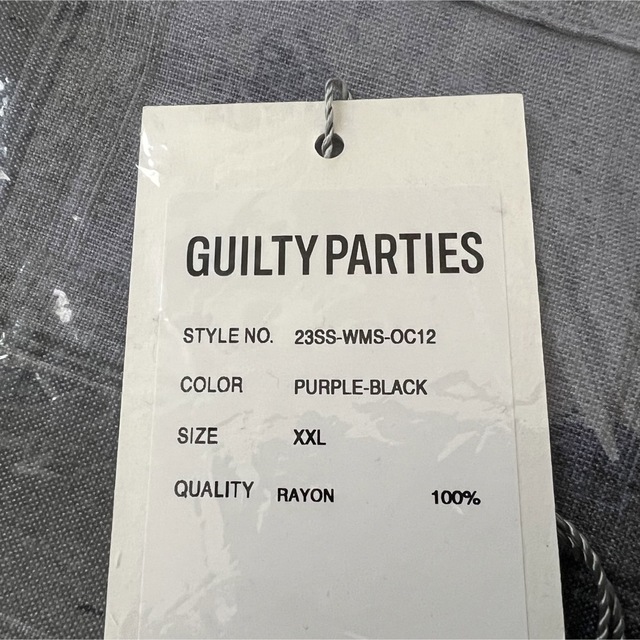 GUILTY PARTIES
STYLE NO. 23SS-WMS-OC12
COLOR PURPLE-BLACK
SIZE XXL
QUALITY RAYON 100%